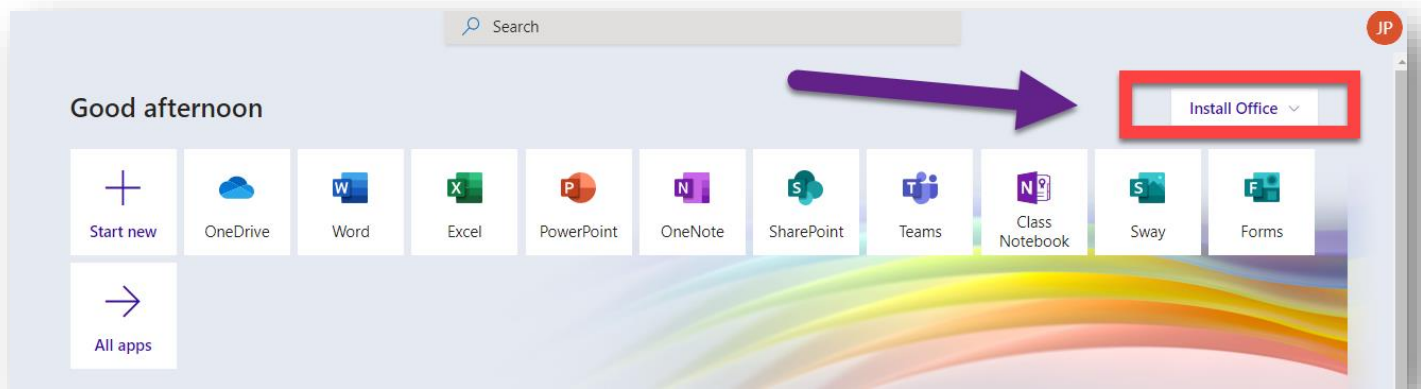 Search
JP
Good afternoon
Install Office
Start new
OneDrive
W
Word
X
Excel
P
PowerPoint
N
OneNote
S
SharePoint
T
Teams
N
Class
Notebook
S
Sway
F
Forms
All apps